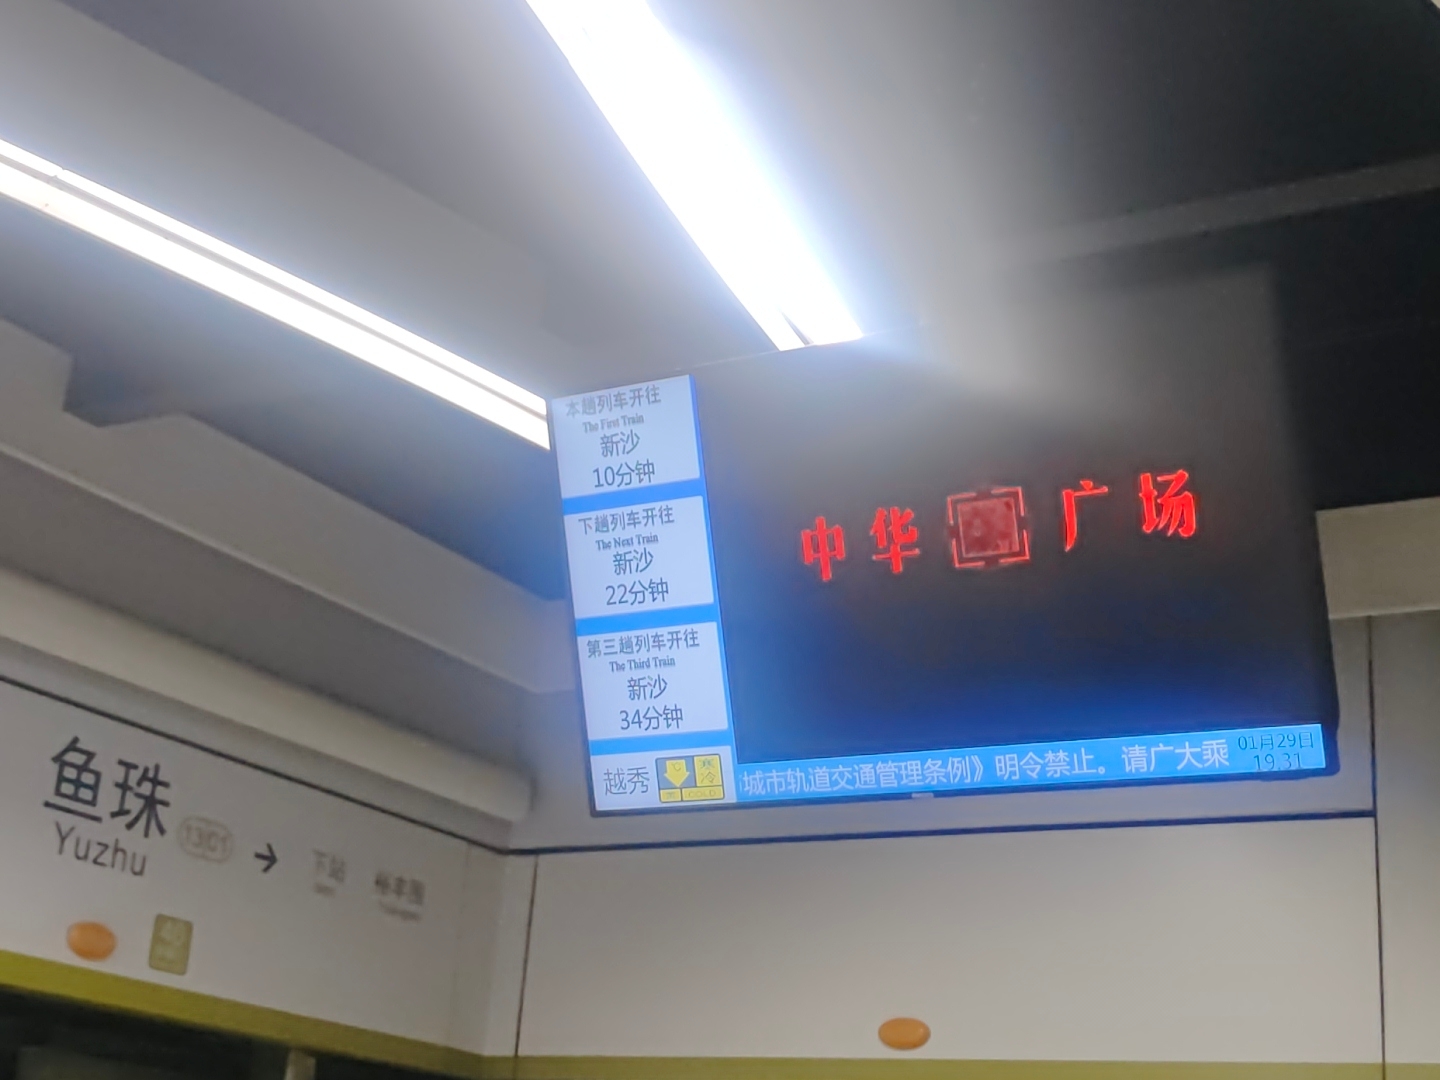 本趟列车开往
The First Train
新沙
10分钟
下趟列车开往
The Next Train
新沙
22分钟
第三趟列车开往
The Third Train
新沙
34分钟
越秀
℃
寒冷
COLD
中华广场
城市轨道交通管理条例》明令禁止。请广大乘
01月29日
19:31
鱼珠
Yuzhu
1301
→
下站
40